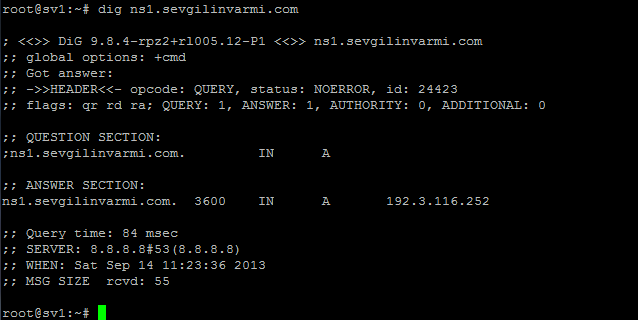 root@sv1:~# dig ns1.sevgilinvarmi.com
; <<>> DiG 9.8.4-rpz2+rl005.12-P1 <<>> ns1.sevgilinvarmi.com
;; global options: +cmd
;; Got answer:
;; ->>HEADER<<- opcode: QUERY, status: NOERROR, id: 24423
;; flags: qr rd ra; QUERY: 1, ANSWER: 1, AUTHORITY: 0, ADDITIONAL: 0
;; QUESTION SECTION:
;ns1.sevgilinvarmi.com. IN A
;; ANSWER SECTION:
ns1.sevgilinvarmi.com. 3600 IN A 192.3.116.252
;; Query time: 84 msec
;; SERVER: 8.8.8.8#53(8.8.8.8)
;; WHEN: Sat Sep 14 11:23:36 2013
;; MSG SIZE rcvd: 55
root@sv1:~#